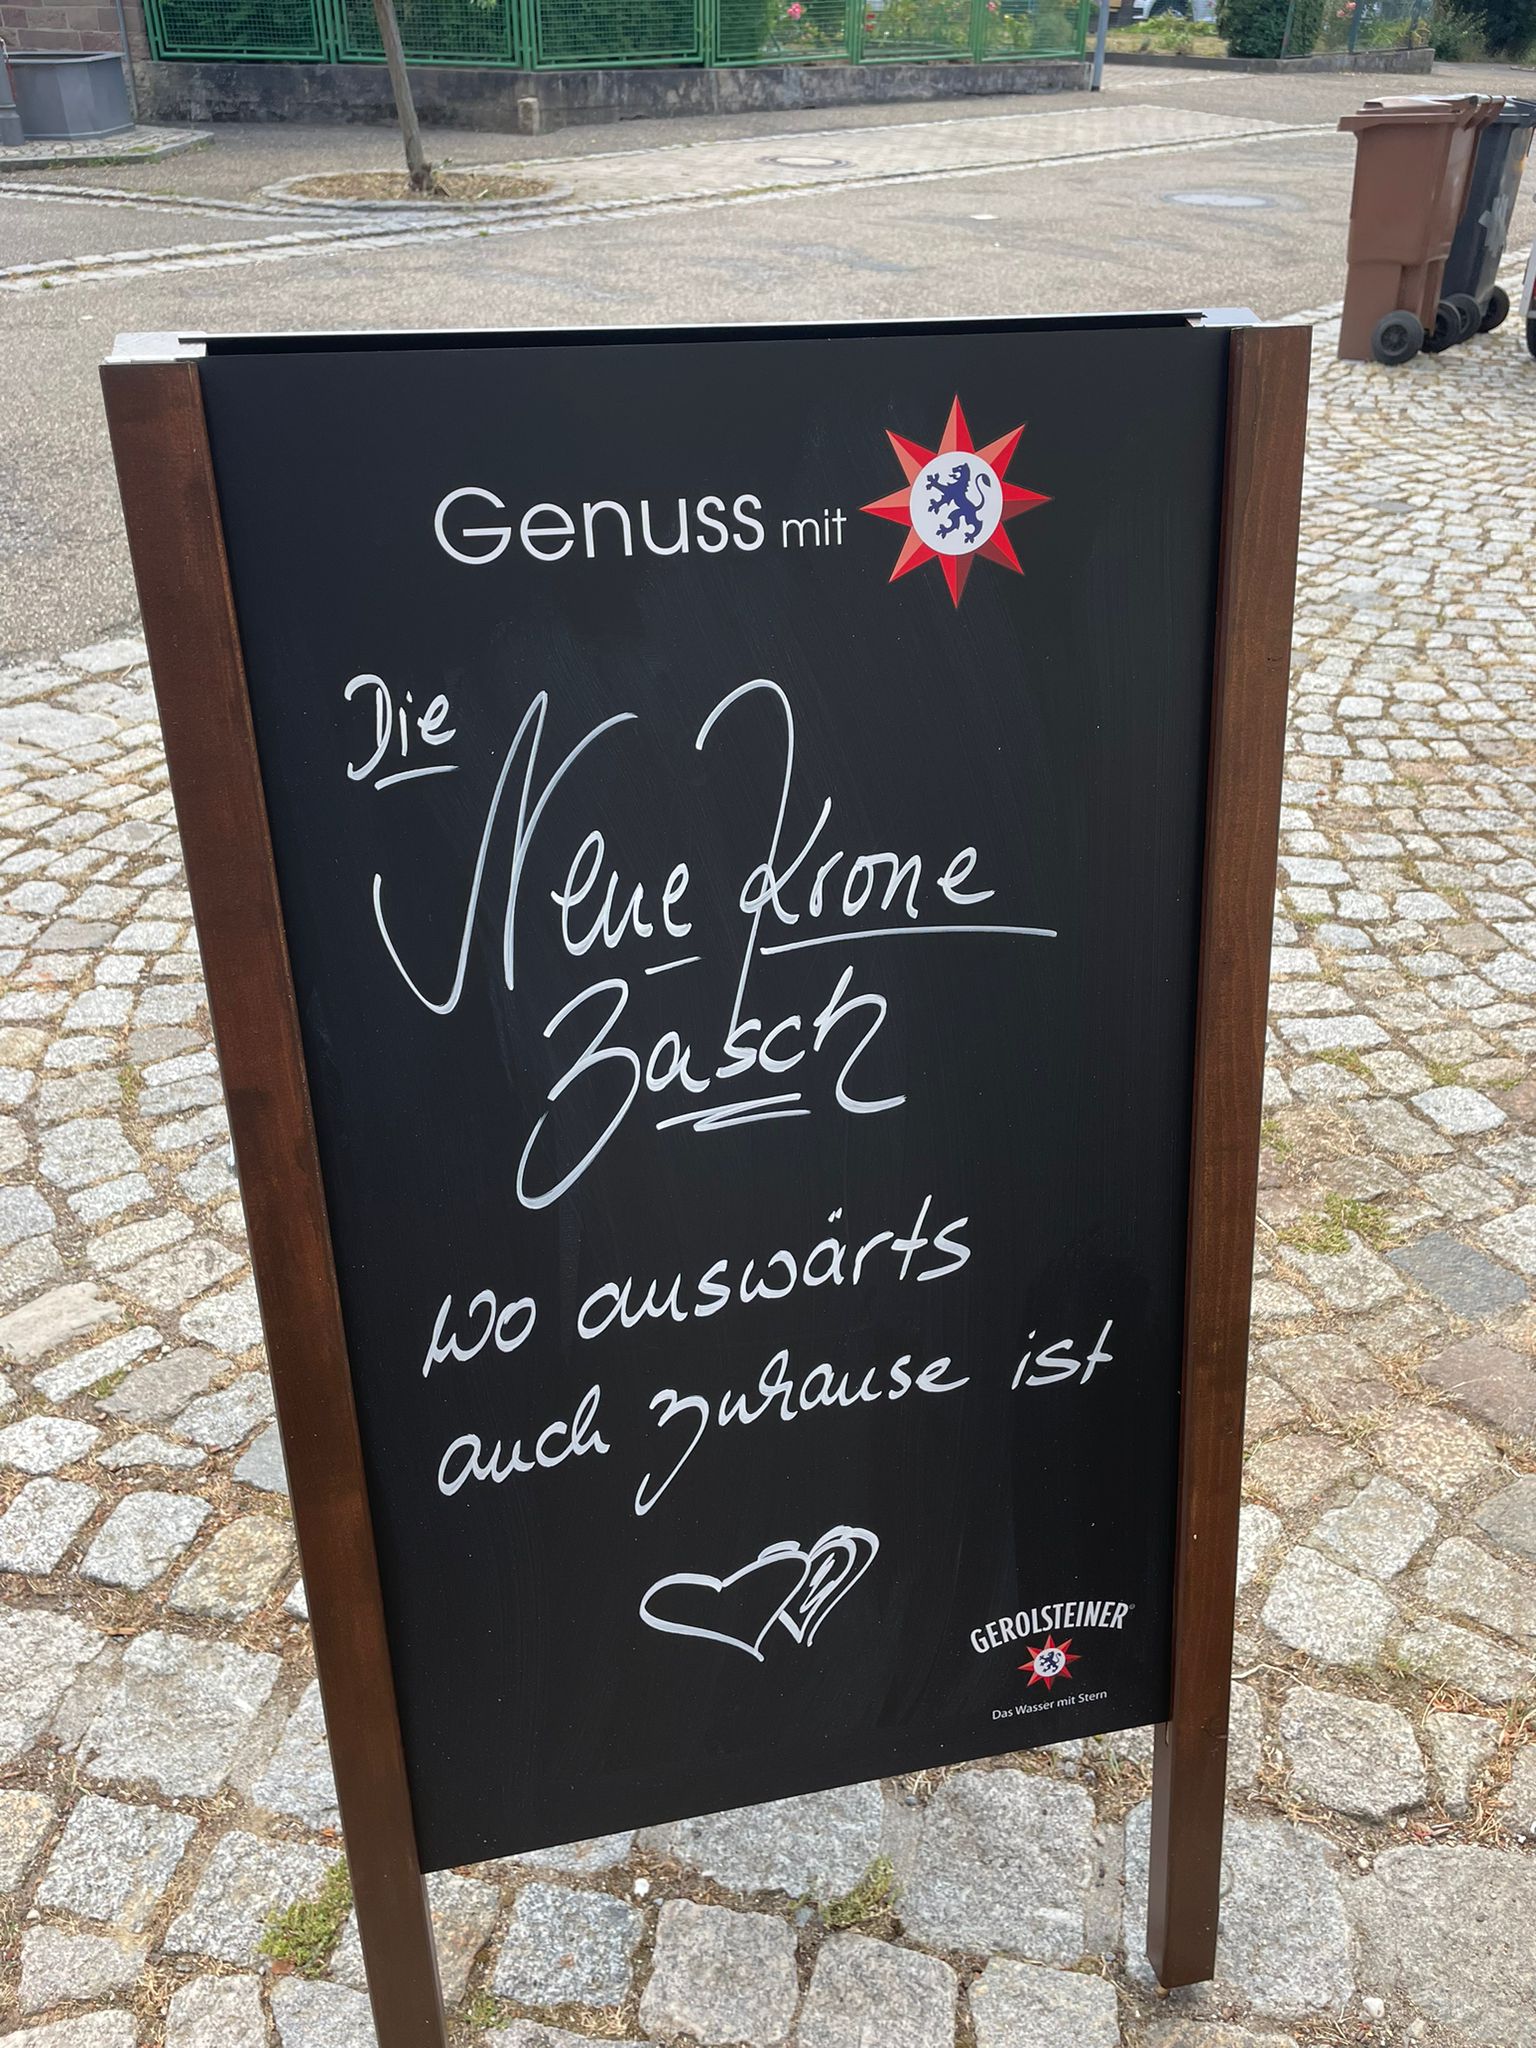 Genuss mit
Die
Neue Krone
Zasch
wo auswärts
auch zuhause ist
GEROLSTEINER
Das Wasser mit Stern